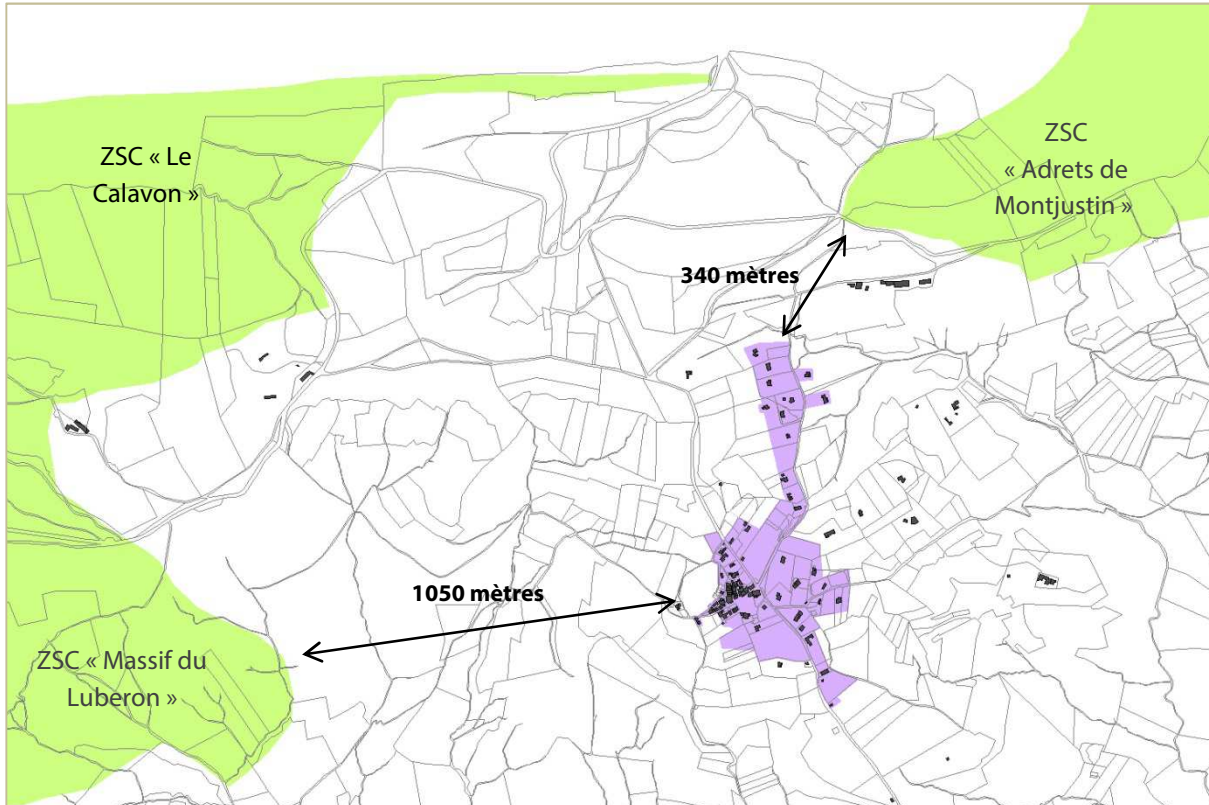 ZSC « Le
Calavon »
ZSC
« Adrets de
Montjustin »
340 mètres
1050 mètres
ZSC « Massif du
Luberon »